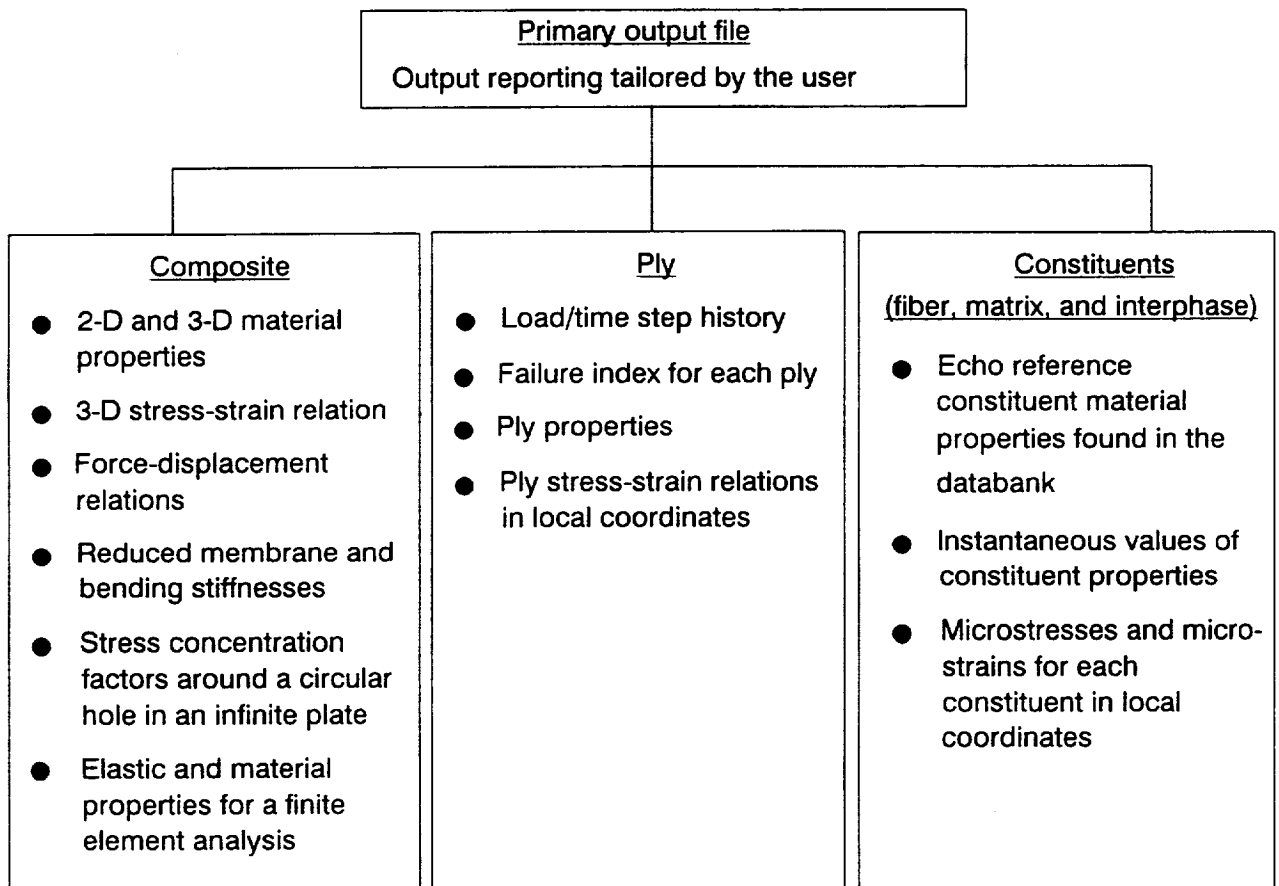 Primary output file
Output reporting tailored by the user
Composite
● 2-D and 3-D material
properties
● 3-D stress-strain relation
● Force-displacement
relations
● Reduced membrane and
bending stiffnesses
● Stress concentration
factors around a circular
hole in an infinite plate
● Elastic and material
properties for a finite
element analysis
Ply
● Load/time step history
● Failure index for each ply
● Ply properties
● Ply stress-strain relations
in local coordinates
Constituents
(fiber, matrix, and interphase)
● Echo reference
constituent material
properties found in the
databank
● Instantaneous values of
constituent properties
● Microstresses and micro-
strains for each
constituent in local
coordinates